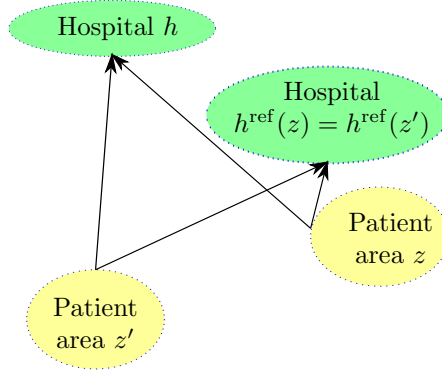 Hospital h
Hospital
h^ref(z) = h^ref(z′)
Patient
area z
Patient
area z′